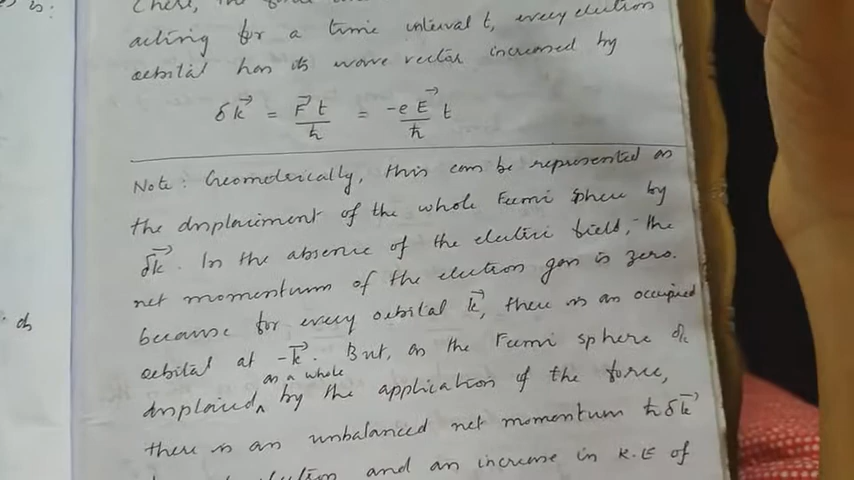 acting for a time interval t, every electron
orbital has its wave vector increased by
δk⃗ = F⃗ t / ħ = -e E⃗ / ħ t
Note: Geometrically, this can be represented as
the displacement of the whole Fermi sphere by
δk⃗. In the absence of the electric field, the
net momentum of the electron gas is zero.
because for every orbital k⃗, there is an occupied
orbital at -k⃗. But, as the Fermi sphere is
as a whole
displaced, by the application of the force,
there is an unbalanced net momentum ħδk⃗
and an increase in K.E of